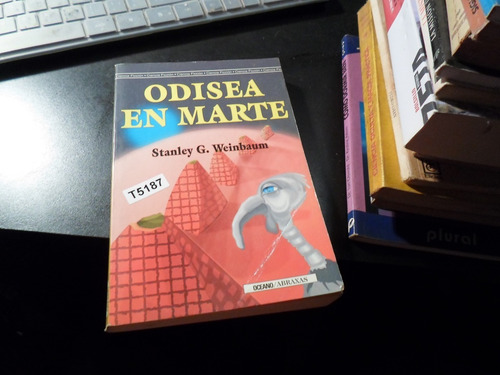 ODISEA
EN MARTE
Stanley G. Weinbaum
T5187
OCEANO/ABRAXAS
plural